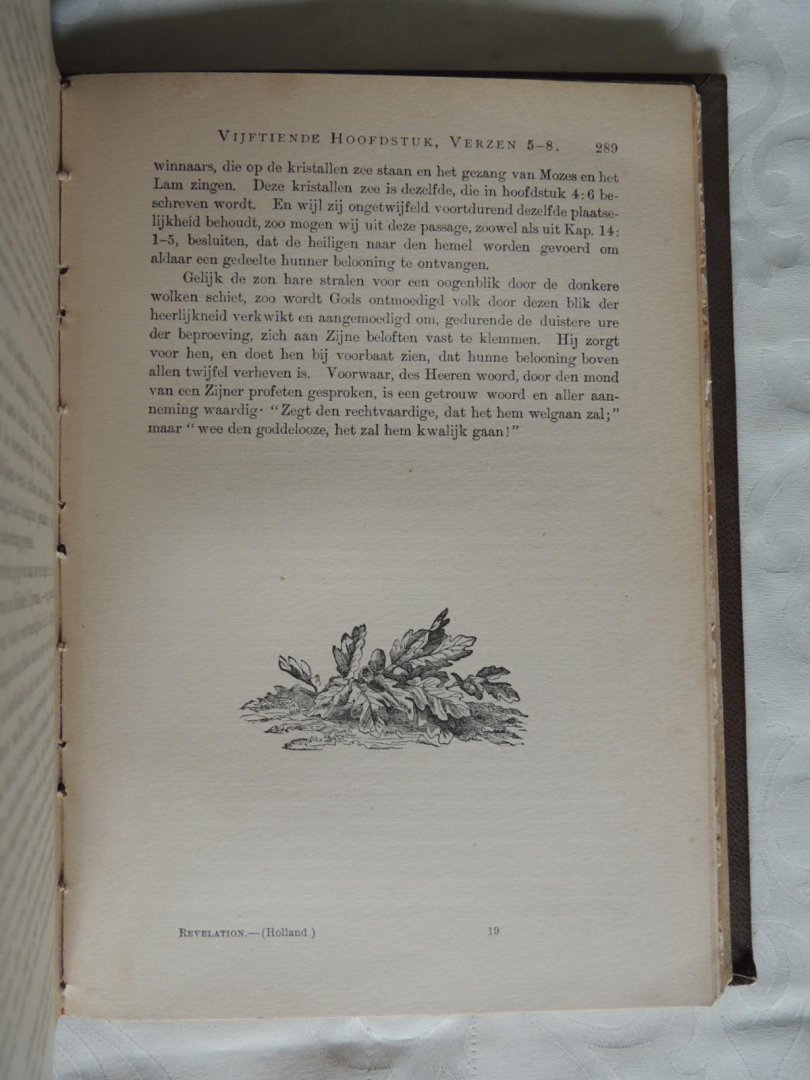 Vijftiende Hoofdstuk, Verzen 5-8. 289
winnaars, die op de kristallen zee staan en het gezang van Mozes en het
Lam zingen. Deze kristallen zee is dezelfde, die in hoofdstuk 4:6 be-
schreven wordt. En wijl zij ongetwijfeld voortdurend dezelfde plaatse-
lijkheid behoudt, zoo mogen wij uit deze passage, zoowel als uit Kap. 14:
1-5, besluiten, dat de heiligen naar den hemel worden gevoerd om
aldaar een gedeelte hunner belooning te ontvangen.
Gelijk de zon hare stralen voor een oogenblik door de donkere
wolken schiet, zoo wordt Gods ontmoedigd volk door dezen blik der
heerlijkneid verkwikt en aangemoedigd om, gedurende de duistere ure
der beproeving, zich aan Zijne beloften vast te klemmen. Hij zorgt
voor hen, en doet hen bij voorbaat zien, dat hunne belooning boven
allen twijfel verheven is. Voorwaar, des Heeren woord, door den mond
van een Zijner profeten gesproken, is een getrouw woord en aller aan-
neming waardig· "Zegt den rechtvaardige, dat het hem welgaan zal;"
maar "wee den goddelooze, het zal hem kwalijk gaan!"
Revelation.—(Holland.) 19